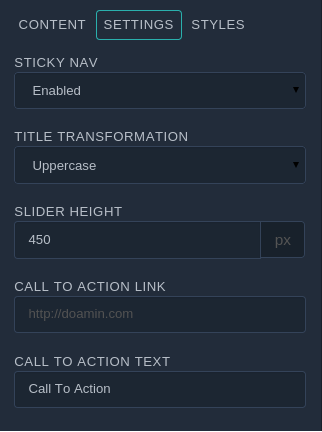 CONTENT SETTINGS STYLES
STICKY NAV
Enabled
TITLE TRANSFORMATION
Uppercase
SLIDER HEIGHT
450 px
CALL TO ACTION LINK
http://doamin.com
CALL TO ACTION TEXT
Call To Action